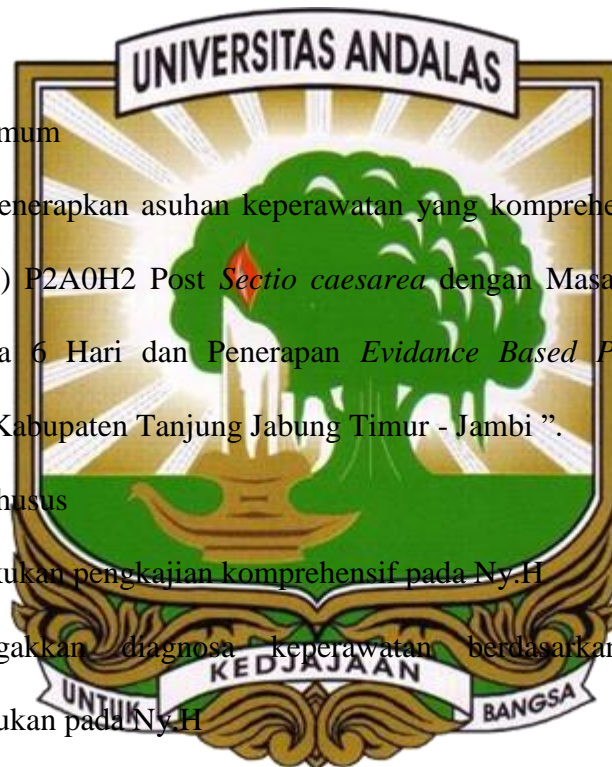 UNIVERSITAS ANDALAS
mum
enerapkan asuhan keperawatan yang komprehe
) P2A0H2 Post Sectio caesarea dengan Masa
a 6 Hari dan Penerapan Evidance Based P
Kabupaten Tanjung Jabung Timur - Jambi ”.
husus
kukan pengkajian komprehensif pada Ny.H
gakkan diagnosa keperawatan berdasarkan
KEDJAJAAN
UNTUK BANGSA
ukan pada Ny.H